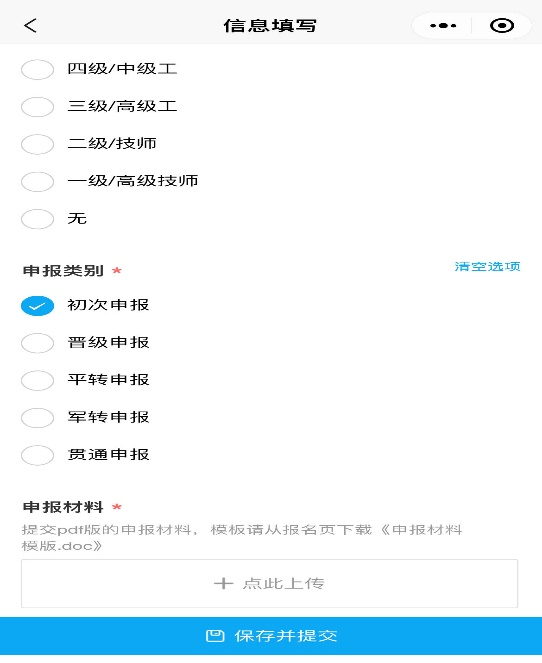 信息填写
四级/中级工
三级/高级工
二级/技师
一级/高级技师
无
申报类别 *
清空选项
初次申报
晋级申报
平转申报
军转申报
贯通申报
申报材料 *
提交pdf版的申报材料，模板请从报名页下载《申报材料
模版.doc》
点此上传
保存并提交